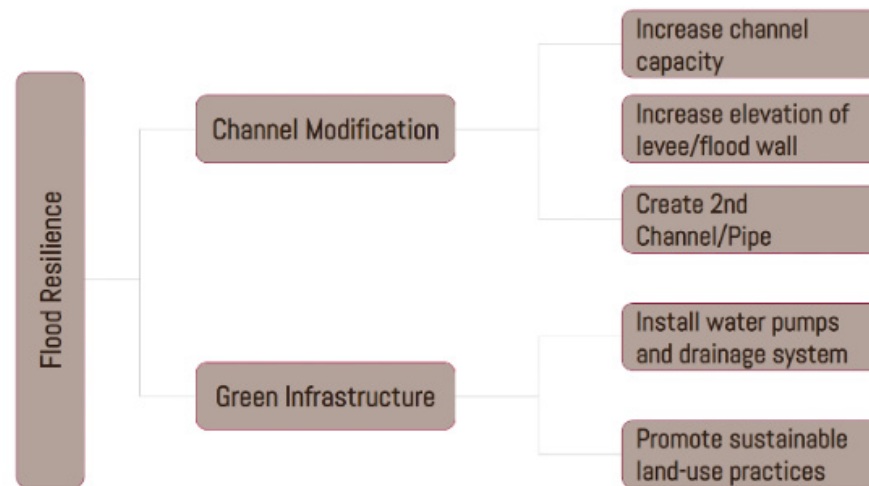 Flood Resilience
Channel Modification
Increase channel
capacity
Increase elevation of
levee/flood wall
Create 2nd
Channel/Pipe
Green Infrastructure
Install water pumps
and drainage system
Promote sustainable
land-use practices